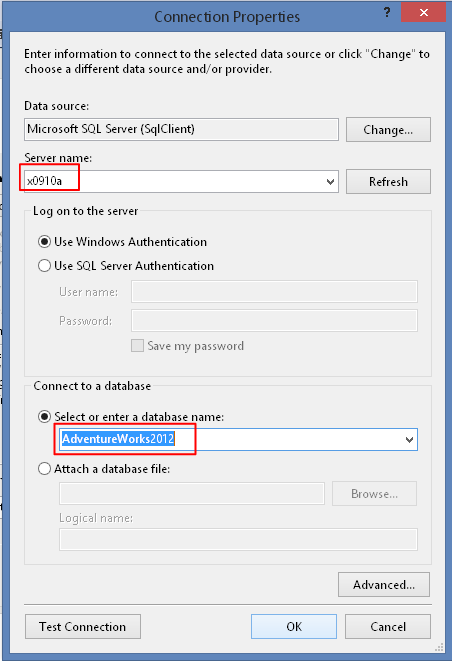 Connection Properties
?
Enter information to connect to the selected data source or click "Change" to
choose a different data source and/or provider.
Data source:
Microsoft SQL Server (SqlClient)
Change...
Server name:
x0910a
Refresh
Log on to the server
Use Windows Authentication
Use SQL Server Authentication
User name:
Password:
Save my password
Connect to a database
Select or enter a database name:
AdventureWorks2012
Attach a database file:
Browse...
Logical name:
Advanced...
Test Connection
OK
Cancel